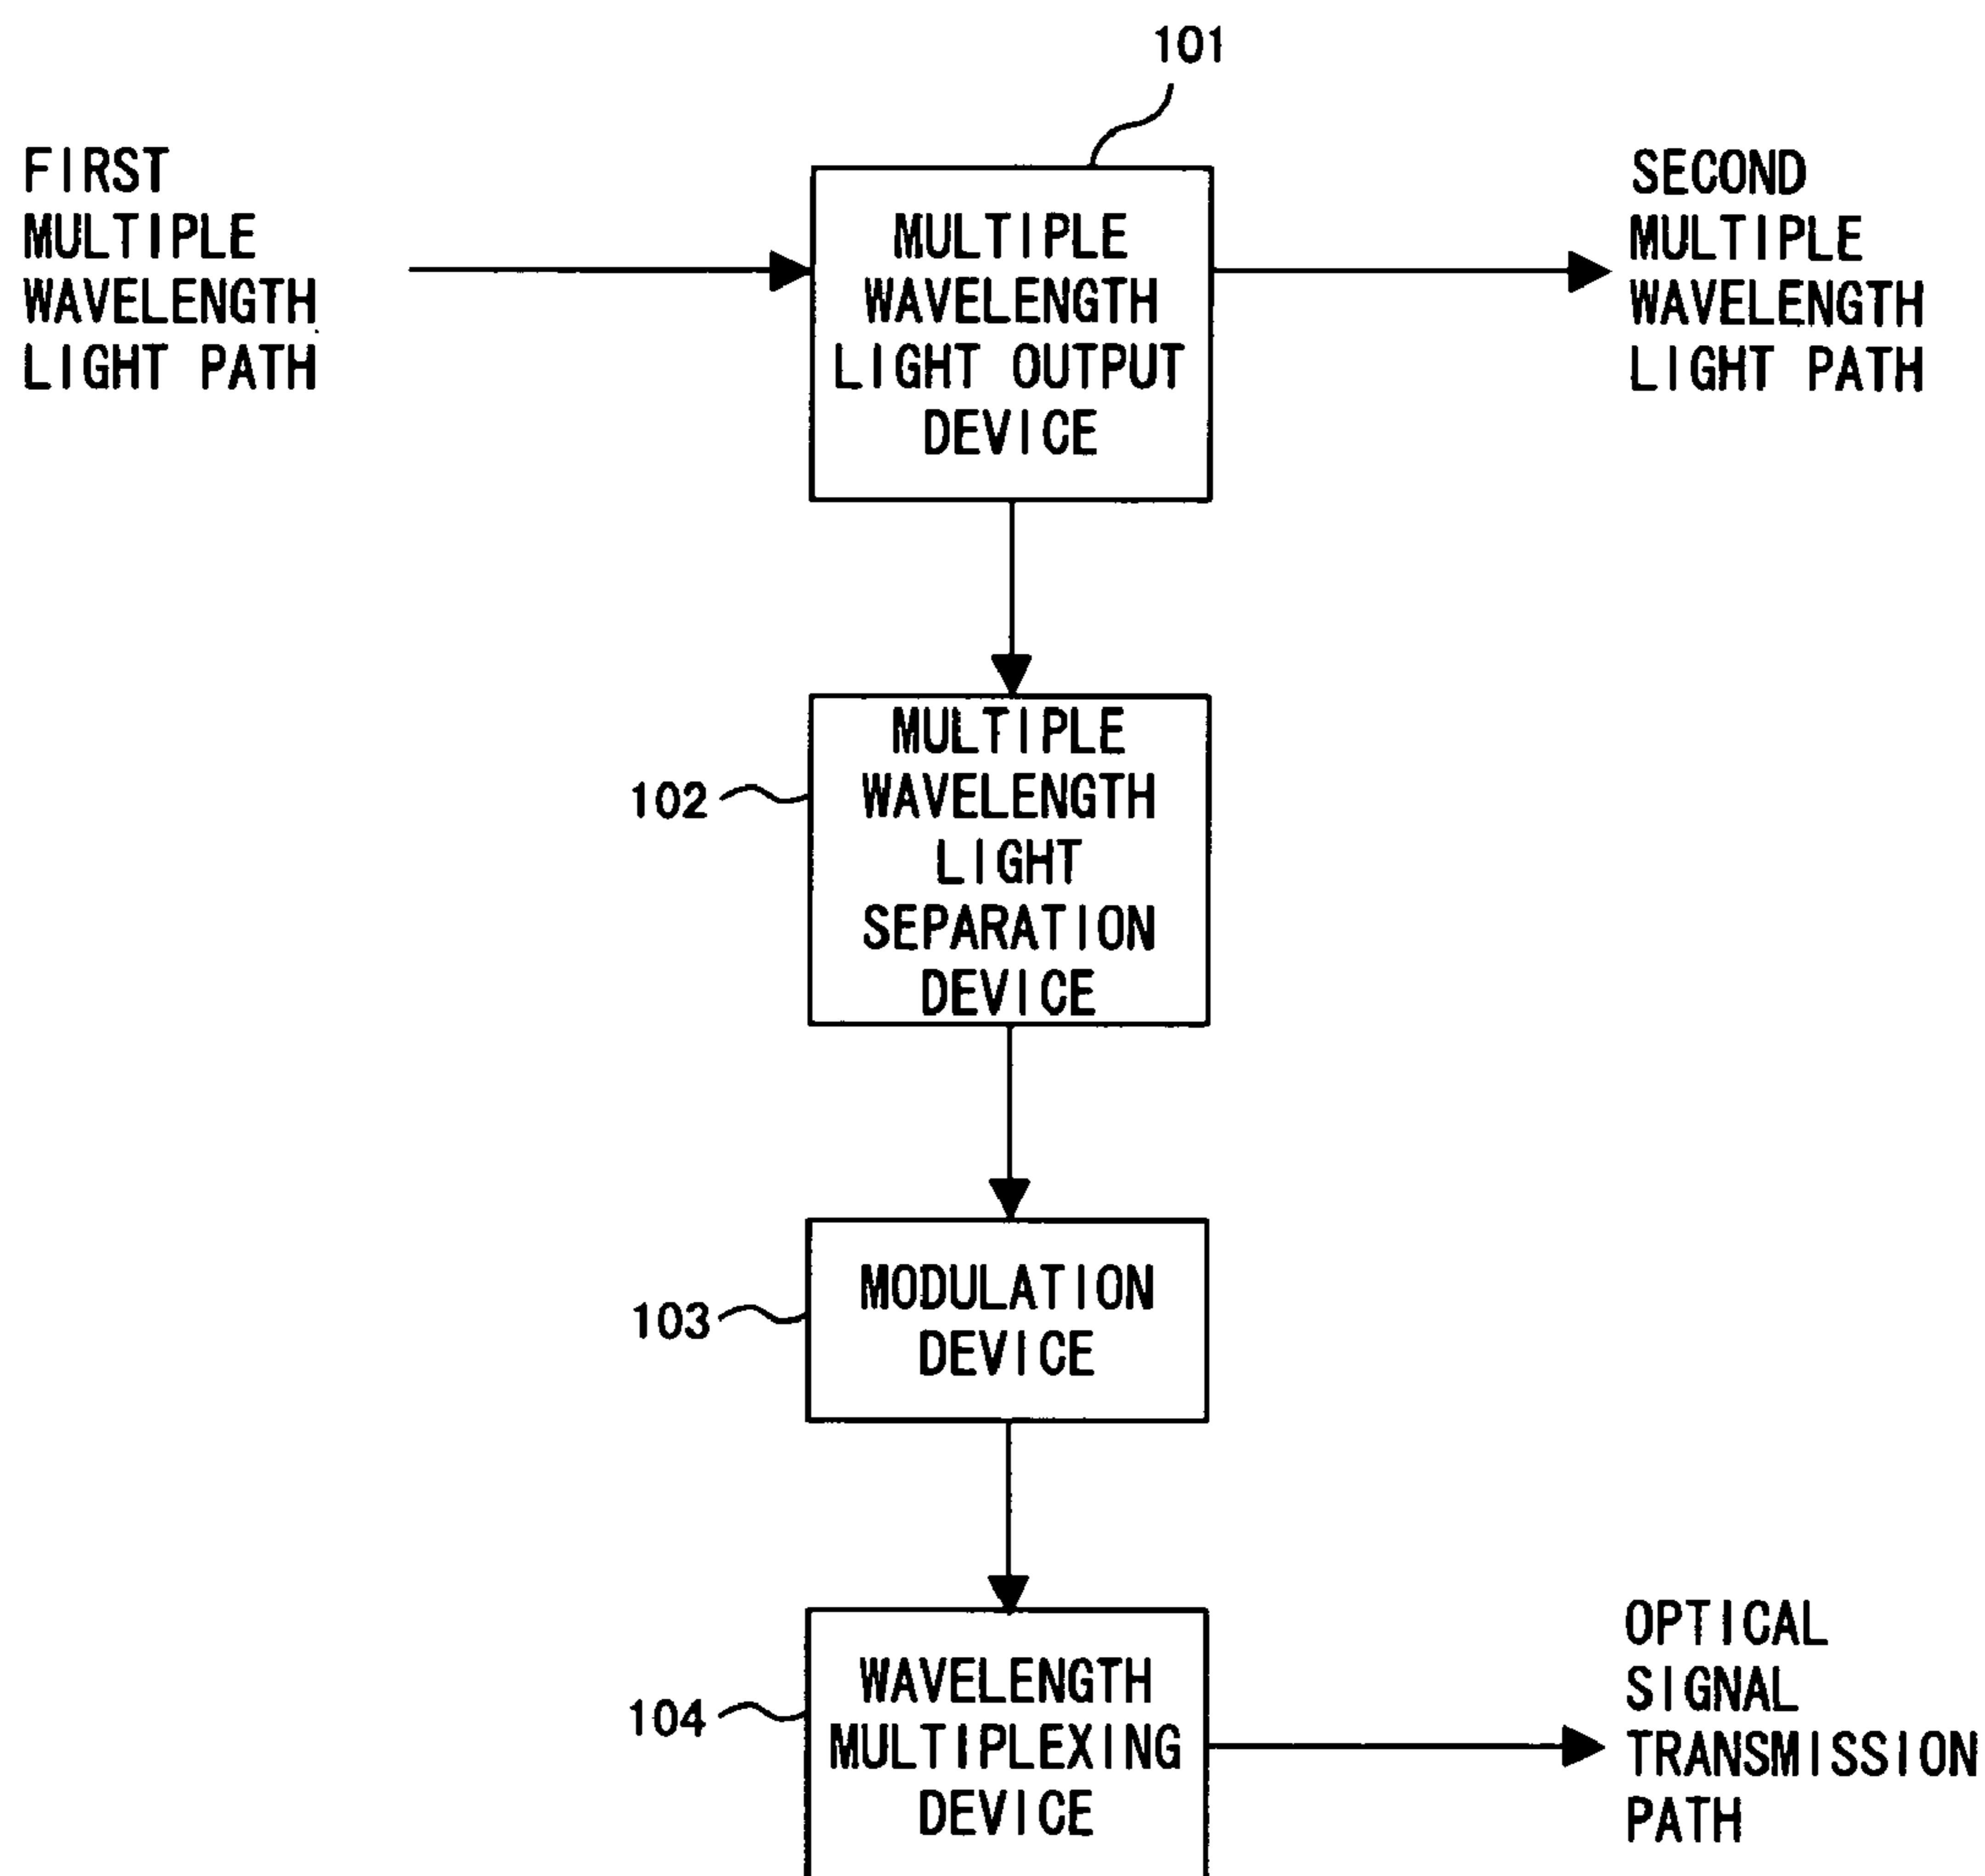 101
FIRST
MULTIPLE
WAVELENGTH
LIGHT PATH
MULTIPLE
WAVELENGTH
LIGHT OUTPUT
DEVICE
SECOND
MULTIPLE
WAVELENGTH
LIGHT PATH
102
MULTIPLE
WAVELENGTH
LIGHT
SEPARATION
DEVICE
103
MODULATION
DEVICE
104
WAVELENGTH
MULTIPLEXING
DEVICE
OPTICAL
SIGNAL
TRANSMISSION
PATH